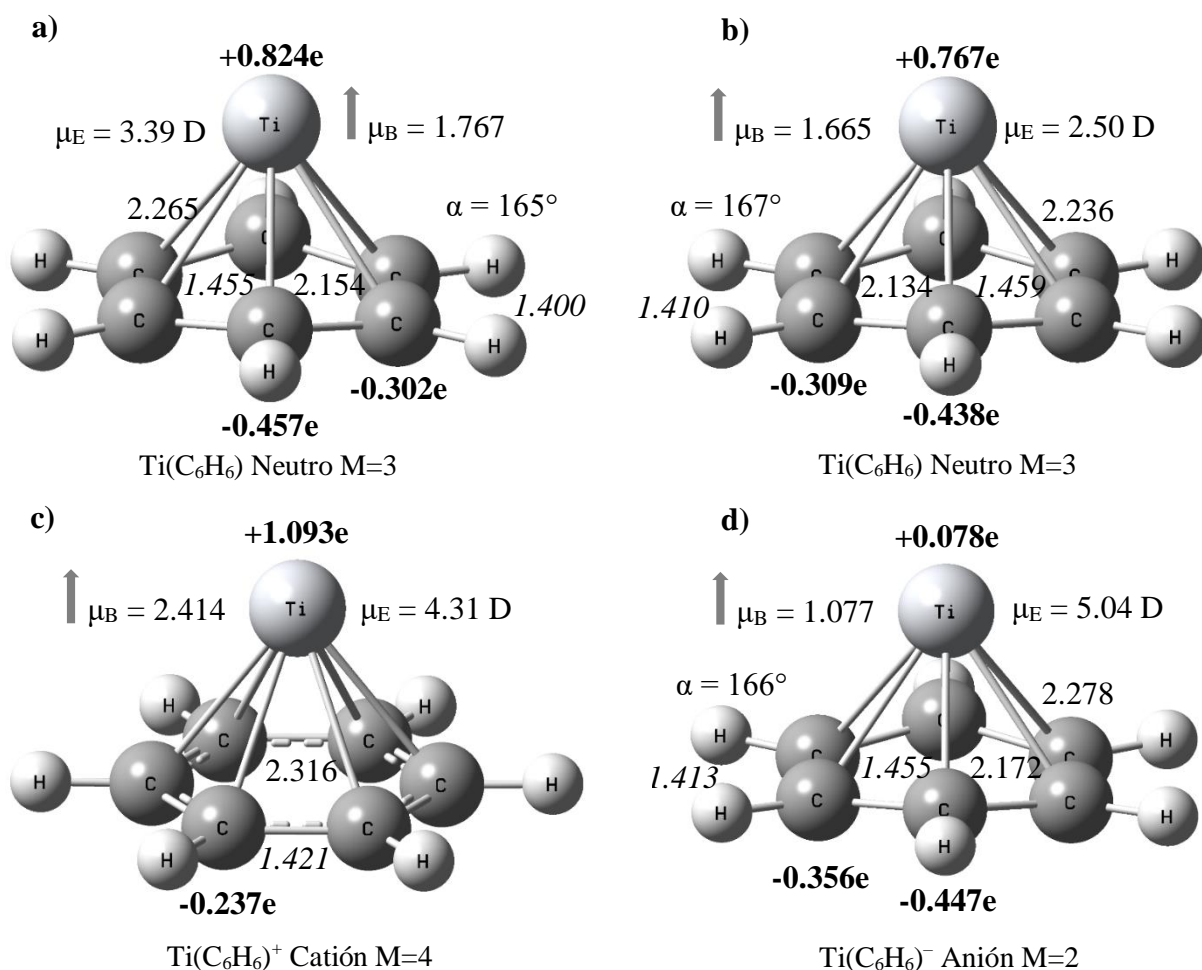 a)
+0.824e
μE = 3.39 D
μB = 1.767
Ti
2.265
α = 165°
H
C
C
C
H
1.455
2.154
1.400
H
C
C
C
H
H
-0.302e
-0.457e
Ti(C6H6) Neutro M=3
b)
+0.767e
μB = 1.665
Ti
μE = 2.50 D
α = 167°
2.236
H
C
C
C
H
1.410
2.134
1.459
H
C
C
C
H
H
-0.309e
-0.438e
Ti(C6H6) Neutro M=3
c)
+1.093e
μB = 2.414
Ti
μE = 4.31 D
H
H
C
C
2.316
H
C
C
H
C
C
1.421
H
H
-0.237e
Ti(C6H6)+ Catión M=4
d)
+0.078e
μB = 1.077
Ti
μE = 5.04 D
α = 166°
2.278
H
C
C
C
H
1.413
1.455
2.172
H
C
C
C
H
H
-0.356e
-0.447e
Ti(C6H6)− Anión M=2